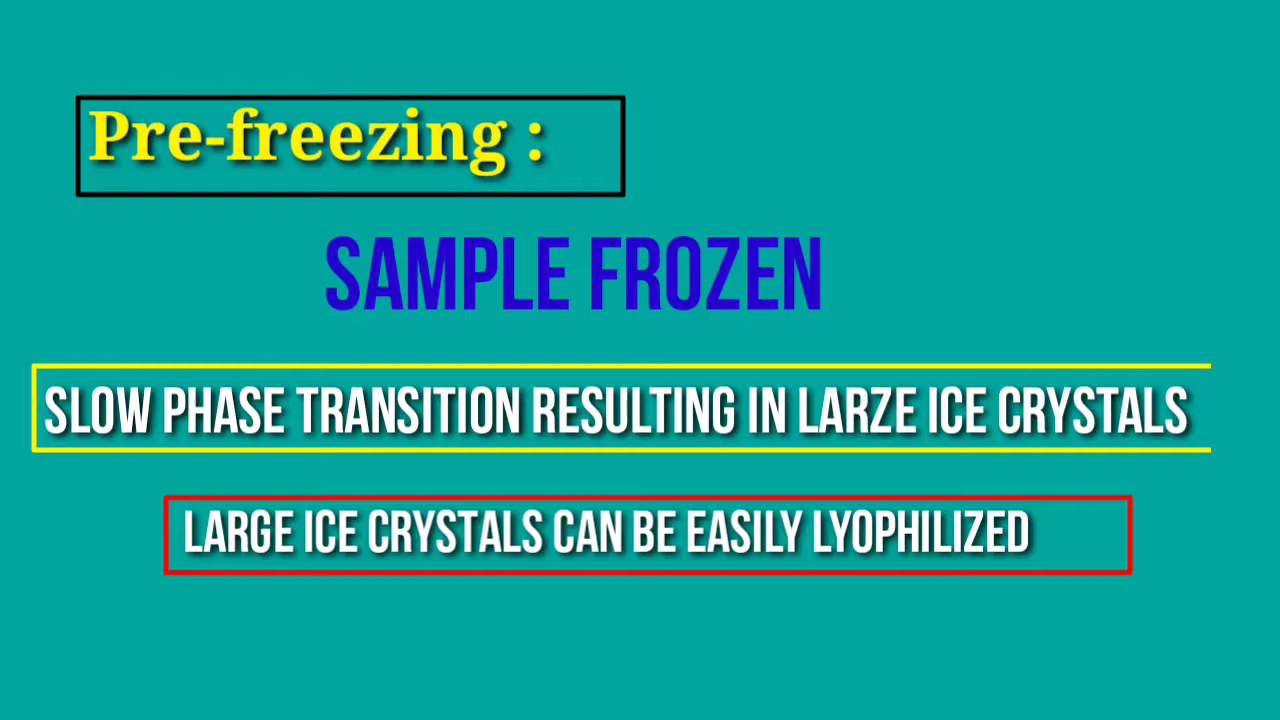 Pre-freezing :
SAMPLE FROZEN
SLOW PHASE TRANSITION RESULTING IN LARZE ICE CRYSTALS
LARGE ICE CRYSTALS CAN BE EASILY LYOPHILIZED